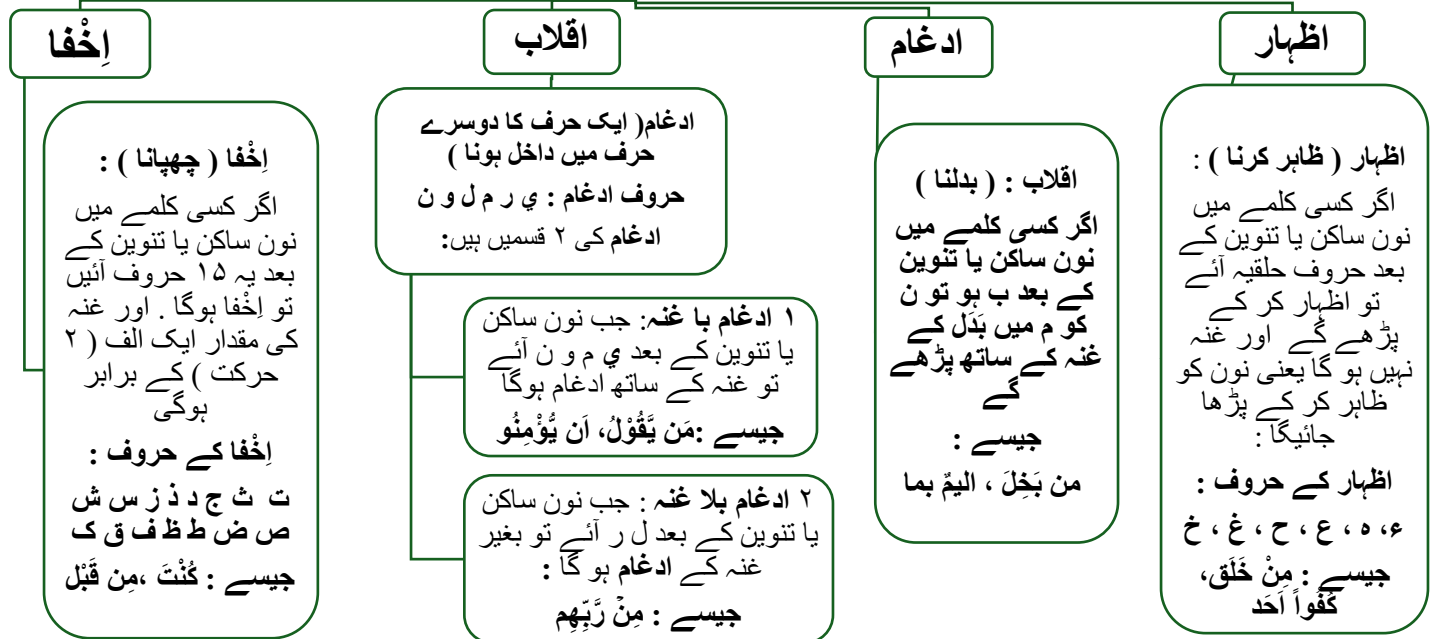 اظہار
اظہار ( ظاہر کرنا ) :
اگر کسی کلمے میں
نون ساکن یا تنوین کے
بعد حروف حلقیہ آئے
تو اظہار کر کے
پڑھے گے اور غنہ
نہیں ہو گا یعنی نون کو
ظاہر کر کے پڑھا
جائیگا :
اظہار کے حروف :
ء، ہ ، ع ، ح ، غ ، خ
جیسے : مِنْ خَلَق،
كُفُواً اَحَد
ادغام
اقلاب : ( بدلنا )
اگر کسی کلمے میں
نون ساکن یا تنوین
کے بعد ب ہو تو ن
کو م میں بَدَل کے
غنہ کے ساتھ پڑھے
گے
جیسے :
من بَخِلَ ، الیمٌ بما
اقلاب
ادغام( ایک حرف کا دوسرے
حرف میں داخل ہونا )
حروف ادغام : ي ر م ل و ن
ادغام کی ۲ قسمیں ہیں:
۱ ادغام با غنہ: جب نون ساکن
یا تنوین کے بعد ي م و ن آئے
تو غنہ کے ساتھ ادغام ہوگا
جیسے :مَن يَّقُوْلُ، اَن يُّؤْمِنُو
۲ ادغام بلا غنہ : جب نون ساکن
یا تنوین کے بعد ل ر آئے تو بغیر
غنہ کے ادغام ہو گا :
جیسے : مِنْ رَّبِّهِم
اِخْفا
اِخْفا ( چھپانا ) :
اگر کسی کلمے میں
نون ساکن یا تنوین کے
بعد یہ ۱۵ حروف آئیں
تو اِخْفا ہوگا . اور غنہ
کی مقدار ایک الف ( ۲
حرکت ) کے برابر
ہوگی
اِخْفا کے حروف :
ت ث ج د ذ ز س ش
ص ض ط ظ ف ق ک
جیسے : كُنْتَ ،مِن قَبْل